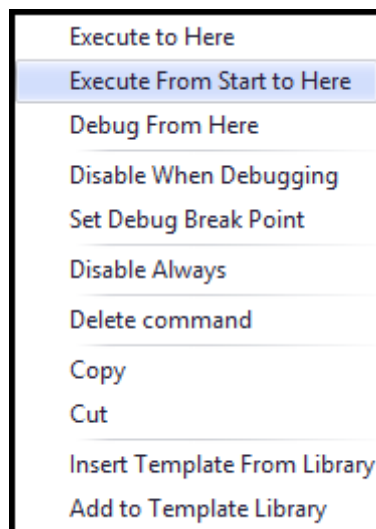 Execute to Here
Execute From Start to Here
Debug From Here
Disable When Debugging
Set Debug Break Point
Disable Always
Delete command
Copy
Cut
Insert Template From Library
Add to Template Library